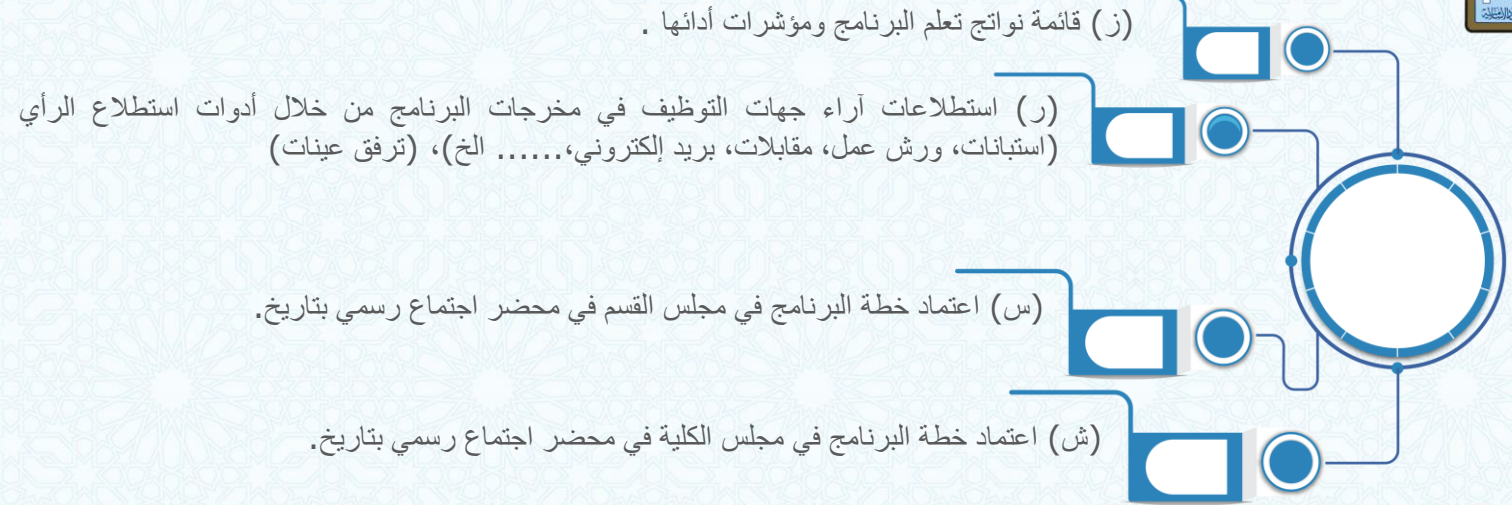 (ز) قائمة نواتج تعلم البرنامج ومؤشرات أدائها .
(ر) استطلاعات آراء جهات التوظيف في مخرجات البرنامج من خلال أدوات استطلاع الرأي
(استبانات، ورش عمل، مقابلات، بريد إلكتروني،...... الخ)، (ترفق عينات)
(س) اعتماد خطة البرنامج في مجلس القسم في محضر اجتماع رسمي بتاريخ.
(ش) اعتماد خطة البرنامج في مجلس الكلية في محضر اجتماع رسمي بتاريخ.